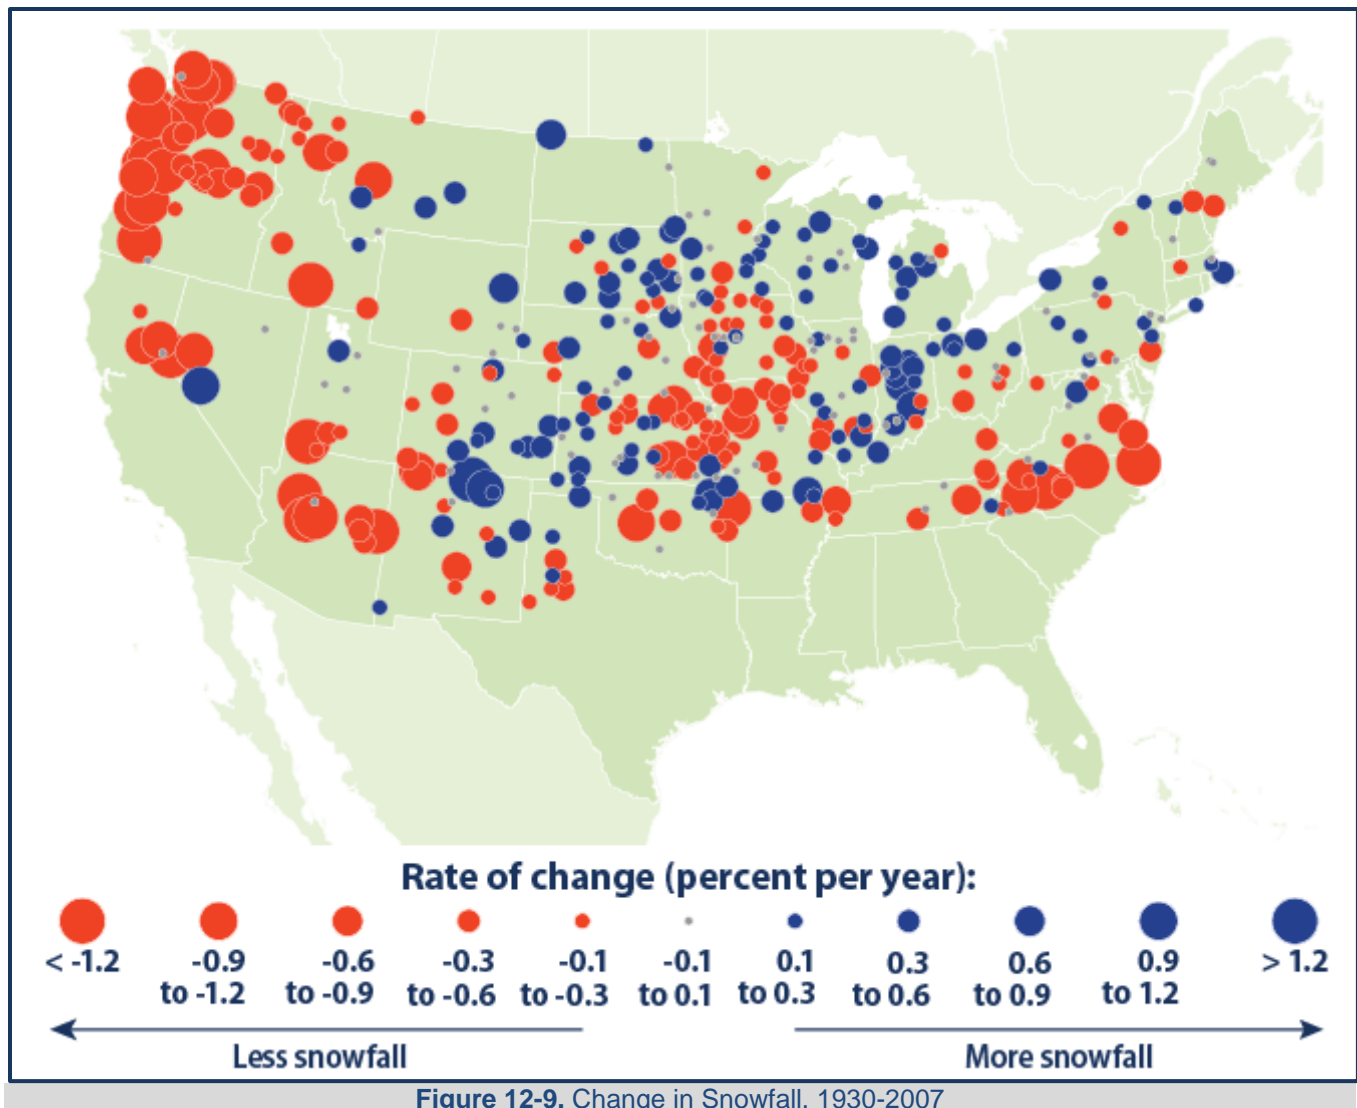 Rate of change (percent per year):
< -1.2 -0.9 -0.6 -0.3 -0.1 -0.1 0.1 0.3 0.6 0.9 > 1.2
to -1.2 to -0.9 to -0.6 to -0.3 to 0.1 to 0.3 to 0.6 to 0.9 to 1.2
Less snowfall More snowfall
Figure 12-9. Change in Snowfall, 1930-2007